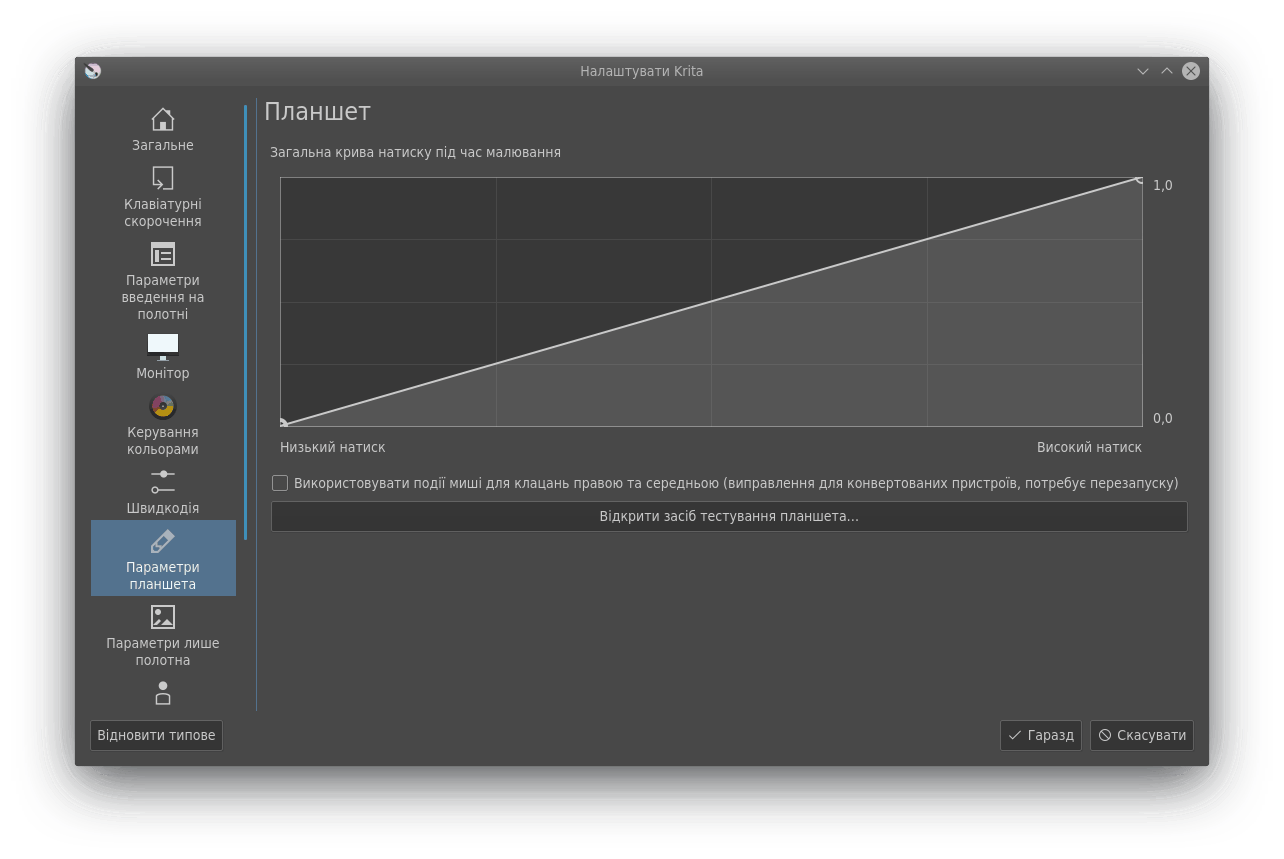 Налаштувати Krita
Загальне
Клавіатурні
скорочення
Параметри
введення на
полотні
Монітор
Керування
кольорами
Швидкодія
Параметри
планшета
Параметри лише
полотна
Планшет
Загальна крива натиску під час малювання
1,0
0,0
Низький натиск
Високий натиск
Використовувати події миші для клацань правою та середньою (виправлення для конвертованих пристроїв, потребує перезапуску)
Відкрити засіб тестування планшета...
Відновити типове
Гаразд
Скасувати